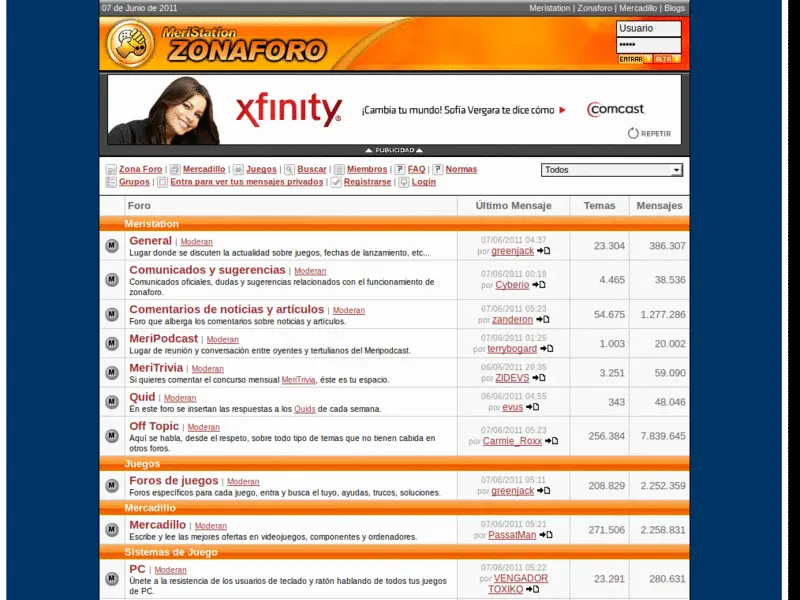 07 de Junio de 2011
Meristation | Zonaforo | Mercadillo | Blogs
MeriStation
ZONAFORO
Usuario
•••••
ENTRAR
ALTA
xfinity®
¡Cambia tu mundo! Sofía Vergara te dice cómo
comcast
REPETIR
PUBLICIDAD
Zona Foro | Mercadillo | Juegos | Buscar | Miembros | FAQ | Normas
Todos
Grupos | Entra para ver tus mensajes privados | Registrarse | Login
Foro Último Mensaje Temas Mensajes
Meristation
General | Moderan
Lugar donde se discuten la actualidad sobre juegos, fechas de lanzamiento, etc...
07/06/2011 04:37
por greenjack
23.304 386.307
Comunicados y sugerencias | Moderan
Comunicados oficiales, dudas y sugerencias relacionados con el funcionamiento de
zonaforo.
07/06/2011 00:18
por Cyberio
4.465 38.536
Comentarios de noticias y artículos | Moderan
Foro que alberga los comentarios sobre noticias y artículos.
07/06/2011 05:23
por zanderon
54.675 1.277.286
MeriPodcast | Moderan
Lugar de reunión y conversación entre oyentes y tertulianos del Meripodcast.
07/06/2011 01:25
por terrybogard
1.003 20.002
MeriTrivia | Moderan
Si quieres comentar el concurso mensual MeriTrivia, éste es tu espacio.
06/06/2011 20:35
por ZIDEVS
3.251 59.090
Quid | Moderan
En este foro se insertan las respuestas a los Quids de cada semana.
06/06/2011 04:55
por evus
343 48.046
Off Topic | Moderan
Aquí se habla, desde el respeto, sobre todo tipo de temas que no tienen cabida en
otros foros.
07/06/2011 05:23
por Carmie_Roxx
256.384 7.839.645
Juegos
Foros de juegos | Moderan
Foros específicos para cada juego, entra y busca el tuyo, ayudas, trucos, soluciones.
07/06/2011 05:11
por greenjack
208.829 2.252.359
Mercadillo
Mercadillo | Moderan
Escribe y lee las mejores ofertas en videojuegos, componentes y ordenadores.
07/06/2011 05:21
por PassatMan
271.506 2.258.831
Sistemas de Juego
PC | Moderan
Únete a la resistencia de los usuarios de teclado y ratón hablando de todos tus juegos
de PC.
07/06/2011 05:22
por VENGADOR
TOXIKO
23.291 280.631